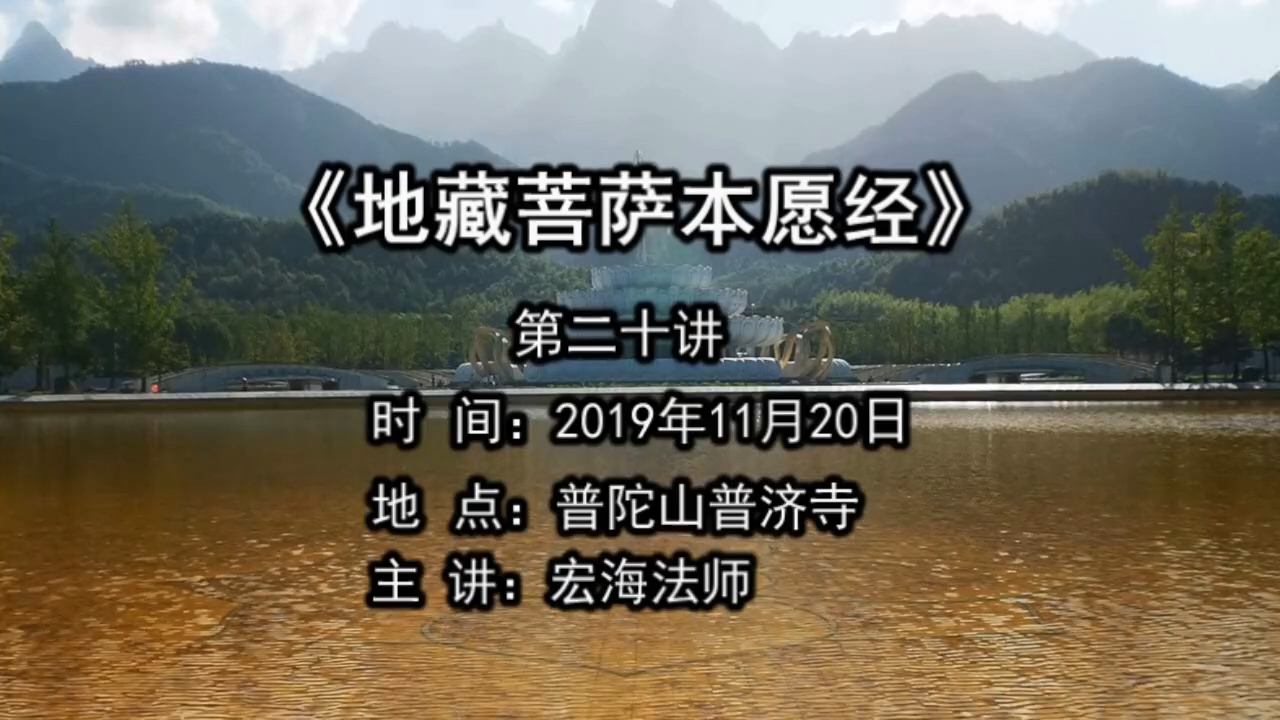 《地藏菩萨本愿经》
第二十讲
时 间：2019年11月20日
地 点：普陀山普济寺
主 讲：宏海法师